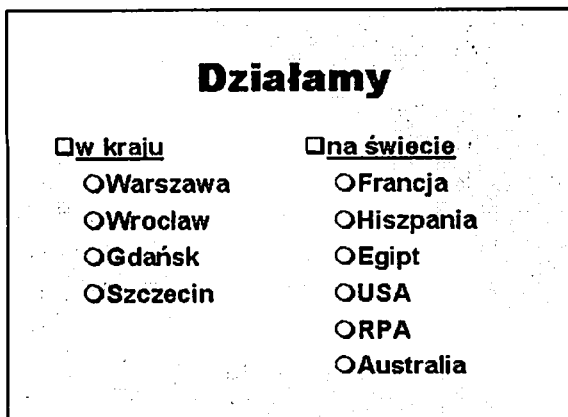 Działamy
w kraju
Warszawa
Wrocław
Gdańsk
Szczecin
na świecie
Francja
Hiszpania
Egipt
USA
RPA
Australia